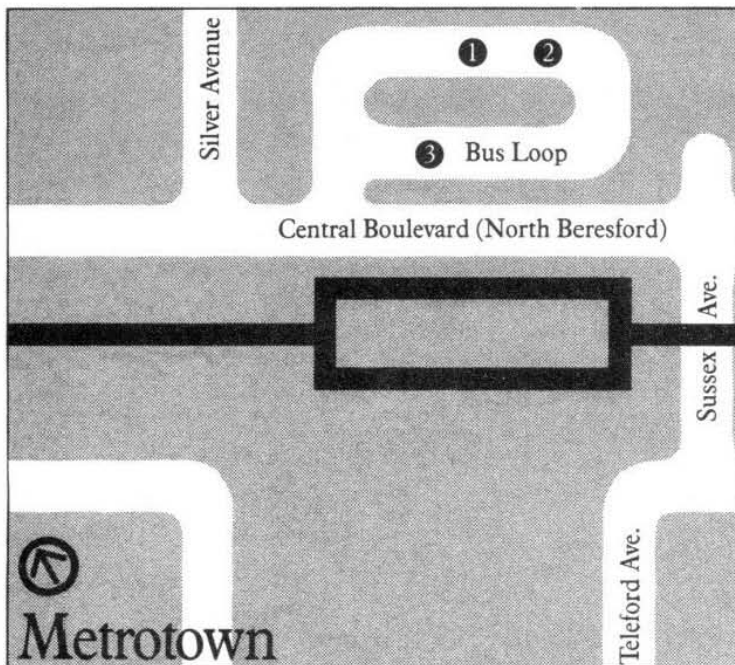 Silver Avenue
1
2
3 Bus Loop
Central Boulevard (North Beresford)
Sussex Ave.
Teleford Ave.
Metrotown